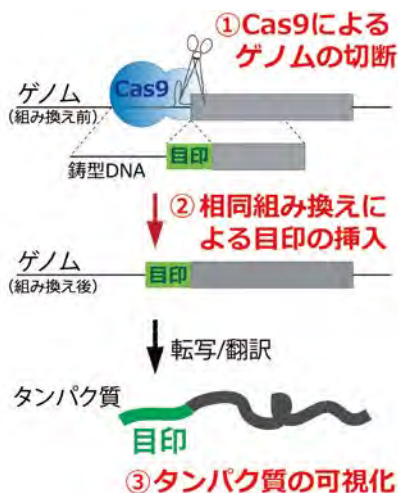 ①Cas9による
ゲノムの切断
ゲノム
(組み換え前)
Cas9
鋳型DNA
目印
②相同組み換えに
よる目印の挿入
ゲノム
(組み換え後)
目印
転写/翻訳
タンパク質
目印
③タンパク質の可視化